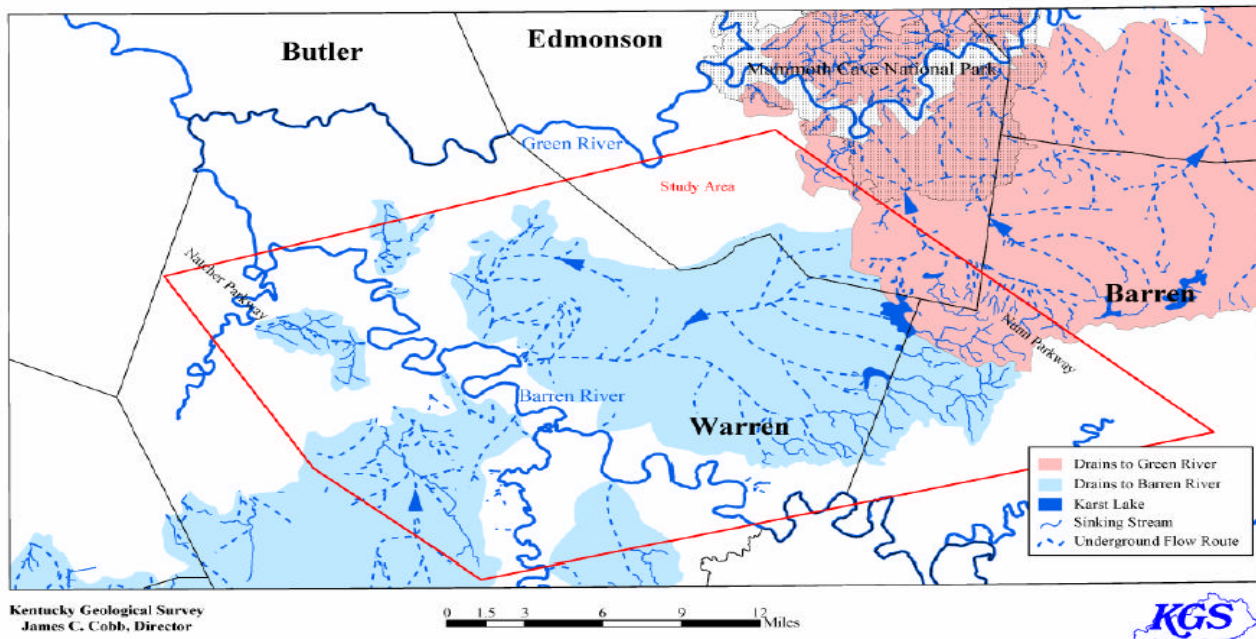 Butler
Edmonson
Mammoth Cave National Park
Green River
Study Area
Natcher Parkway
Barren
Nunn Parkway
Barren River
Warren
Drains to Green River
Drains to Barren River
Karst Lake
Sinking Stream
Underground Flow Route
Kentucky Geological Survey
James C. Cobb, Director
0 1.5 3 6 9 12
Miles
KGS